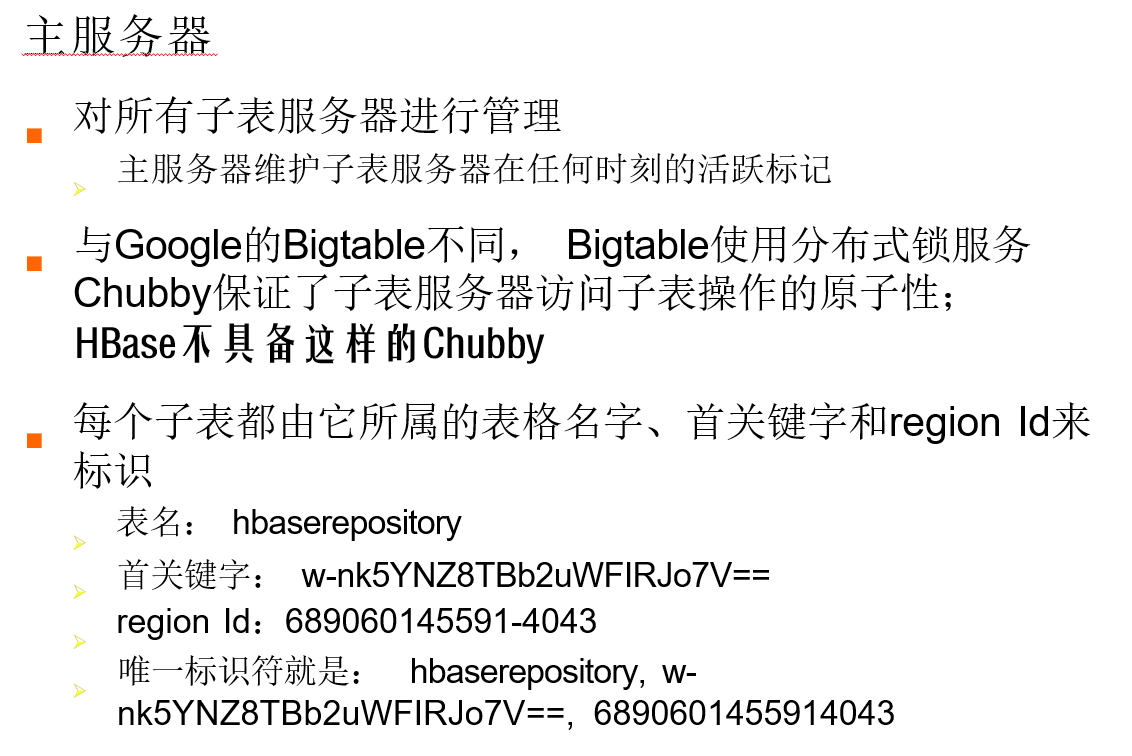 主服务器
对所有子表服务器进行管理
主服务器维护子表服务器在任何时刻的活跃标记
与Google的Bigtable不同， Bigtable使用分布式锁服务
Chubby保证了子表服务器访问子表操作的原子性；
HBase不具备这样的Chubby
每个子表都由它所属的表格名字、首关键字和region Id来
标识
表名： hbaserepository
首关键字： w-nk5YNZ8TBb2uWFIRJo7V==
region Id：689060145591-4043
唯一标识符就是： hbaserepository, w-
nk5YNZ8TBb2uWFIRJo7V==, 6890601455914043